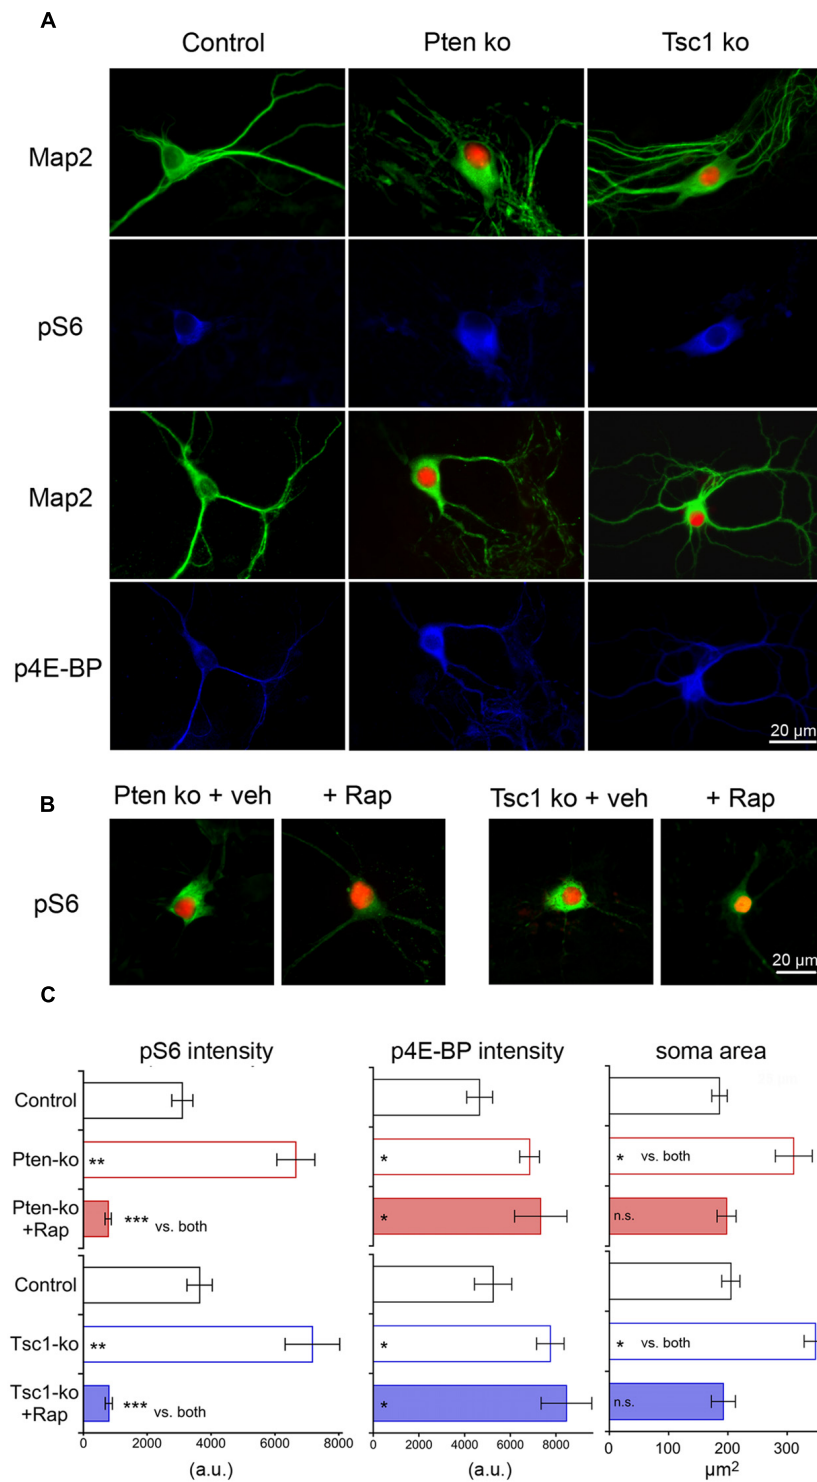 A
Control Pten ko Tsc1 ko
Map2
pS6
Map2
p4E-BP
20 µm
B
Pten ko + veh + Rap Tsc1 ko + veh + Rap
pS6
20 µm
C
pS6 intensity p4E-BP intensity soma area
Control
Pten-ko ** * * vs. both
Pten-ko
+Rap *** vs. both * n.s.
Control
Tsc1-ko ** * * vs. both
Tsc1-ko
+Rap *** vs. both * n.s.
0 2000 4000 6000 8000 0 2000 4000 6000 8000 0 100 200 300
(a.u.) (a.u.) µm²